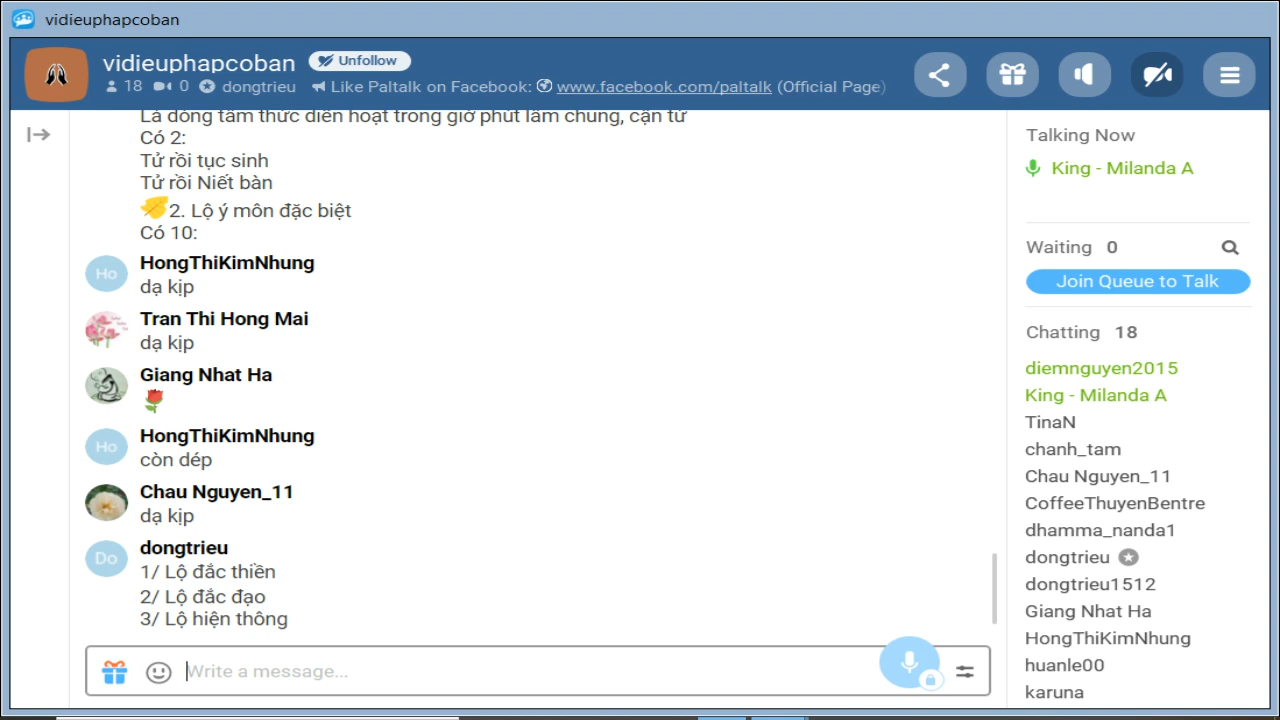 vidieuphapcoban
vidieuphapcoban Unfollow
18 0 dongtrieu Like Paltalk on Facebook: www.facebook.com/paltalk (Official Page)
Là dòng tâm thức diễn hoạt trong giờ phút lâm chung, cận tử
Có 2:
Tử rồi tục sinh
Tử rồi Niết bàn
2. Lộ ý môn đặc biệt
Có 10:
Ho HongThiKimNhung
dạ kịp
Tran Thi Hong Mai
dạ kịp
Giang Nhat Ha
Ho HongThiKimNhung
còn dép
Chau Nguyen_11
dạ kịp
Do dongtrieu
1/ Lộ đắc thiền
2/ Lộ đắc đạo
3/ Lộ hiện thông
Write a message...
Talking Now
King - Milanda A
Waiting 0
Join Queue to Talk
Chatting 18
diemnguyen2015
King - Milanda A
TinaN
chanh_tam
Chau Nguyen_11
CoffeeThuyenBentre
dhamma_nanda1
dongtrieu
dongtrieu1512
Giang Nhat Ha
HongThiKimNhung
huanle00
karuna